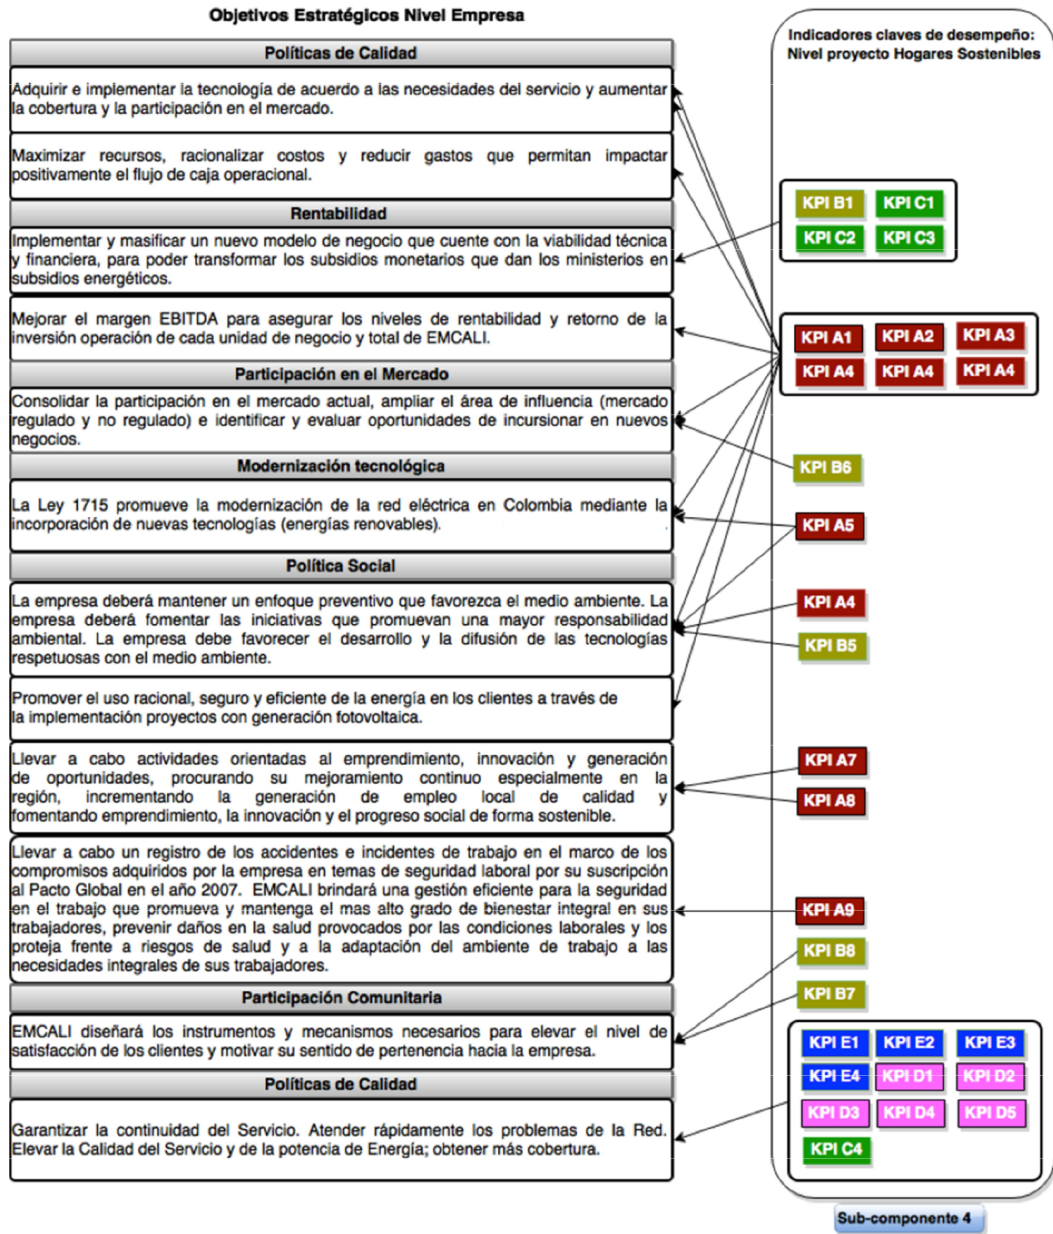 Objetivos Estratégicos Nivel Empresa
Políticas de Calidad
Adquirir e implementar la tecnología de acuerdo a las necesidades del servicio y aumentar
la cobertura y la participación en el mercado.
Maximizar recursos, racionalizar costos y reducir gastos que permitan impactar
positivamente el flujo de caja operacional.
Rentabilidad
Implementar y masificar un nuevo modelo de negocio que cuente con la viabilidad técnica
y financiera, para poder transformar los subsidios monetarios que dan los ministerios en
subsidios energéticos.
Mejorar el margen EBITDA para asegurar los niveles de rentabilidad y retorno de la
inversión operación de cada unidad de negocio y total de EMCALI.
Participación en el Mercado
Consolidar la participación en el mercado actual, ampliar el área de influencia (mercado
regulado y no regulado) e identificar y evaluar oportunidades de incursionar en nuevos
negocios.
Modernización tecnológica
La Ley 1715 promueve la modernización de la red eléctrica en Colombia mediante la
incorporación de nuevas tecnologías (energías renovables).
Política Social
La empresa deberá mantener un enfoque preventivo que favorezca el medio ambiente. La
empresa deberá fomentar las iniciativas que promuevan una mayor responsabilidad
ambiental. La empresa debe favorecer el desarrollo y la difusión de las tecnologías
respetuosas con el medio ambiente.
Promover el uso racional, seguro y eficiente de la energía en los clientes a través de
la implementación proyectos con generación fotovoltaica.
Llevar a cabo actividades orientadas al emprendimiento, innovación y generación
de oportunidades, procurando su mejoramiento continuo especialmente en la
región, incrementando la generación de empleo local de calidad y
fomentando emprendimiento, la innovación y el progreso social de forma sostenible.
Llevar a cabo un registro de los accidentes e incidentes de trabajo en el marco de los
compromisos adquiridos por la empresa en temas de seguridad laboral por su suscripción
al Pacto Global en el año 2007. EMCALI brindará una gestión eficiente para la seguridad
en el trabajo que promueva y mantenga el mas alto grado de bienestar integral en sus
trabajadores, prevenir daños en la salud provocados por las condiciones laborales y los
proteja frente a riesgos de salud y a la adaptación del ambiente de trabajo a las
necesidades integrales de sus trabajadores.
Participación Comunitaria
EMCALI diseñará los instrumentos y mecanismos necesarios para elevar el nivel de
satisfacción de los clientes y motivar su sentido de pertenencia hacia la empresa.
Políticas de Calidad
Garantizar la continuidad del Servicio. Atender rápidamente los problemas de la Red.
Elevar la Calidad del Servicio y de la potencia de Energía; obtener más cobertura.
Indicadores claves de desempeño:
Nivel proyecto Hogares Sostenibles
KPI B1 KPI C1
KPI C2 KPI C3
KPI A1 KPI A2 KPI A3
KPI A4 KPI A4 KPI A4
KPI B6
KPI A5
KPI A4
KPI B5
KPI A7
KPI A8
KPI A9
KPI B8
KPI B7
KPI E1 KPI E2 KPI E3
KPI E4 KPI D1 KPI D2
KPI D3 KPI D4 KPI D5
KPI C4
Sub-componente 4